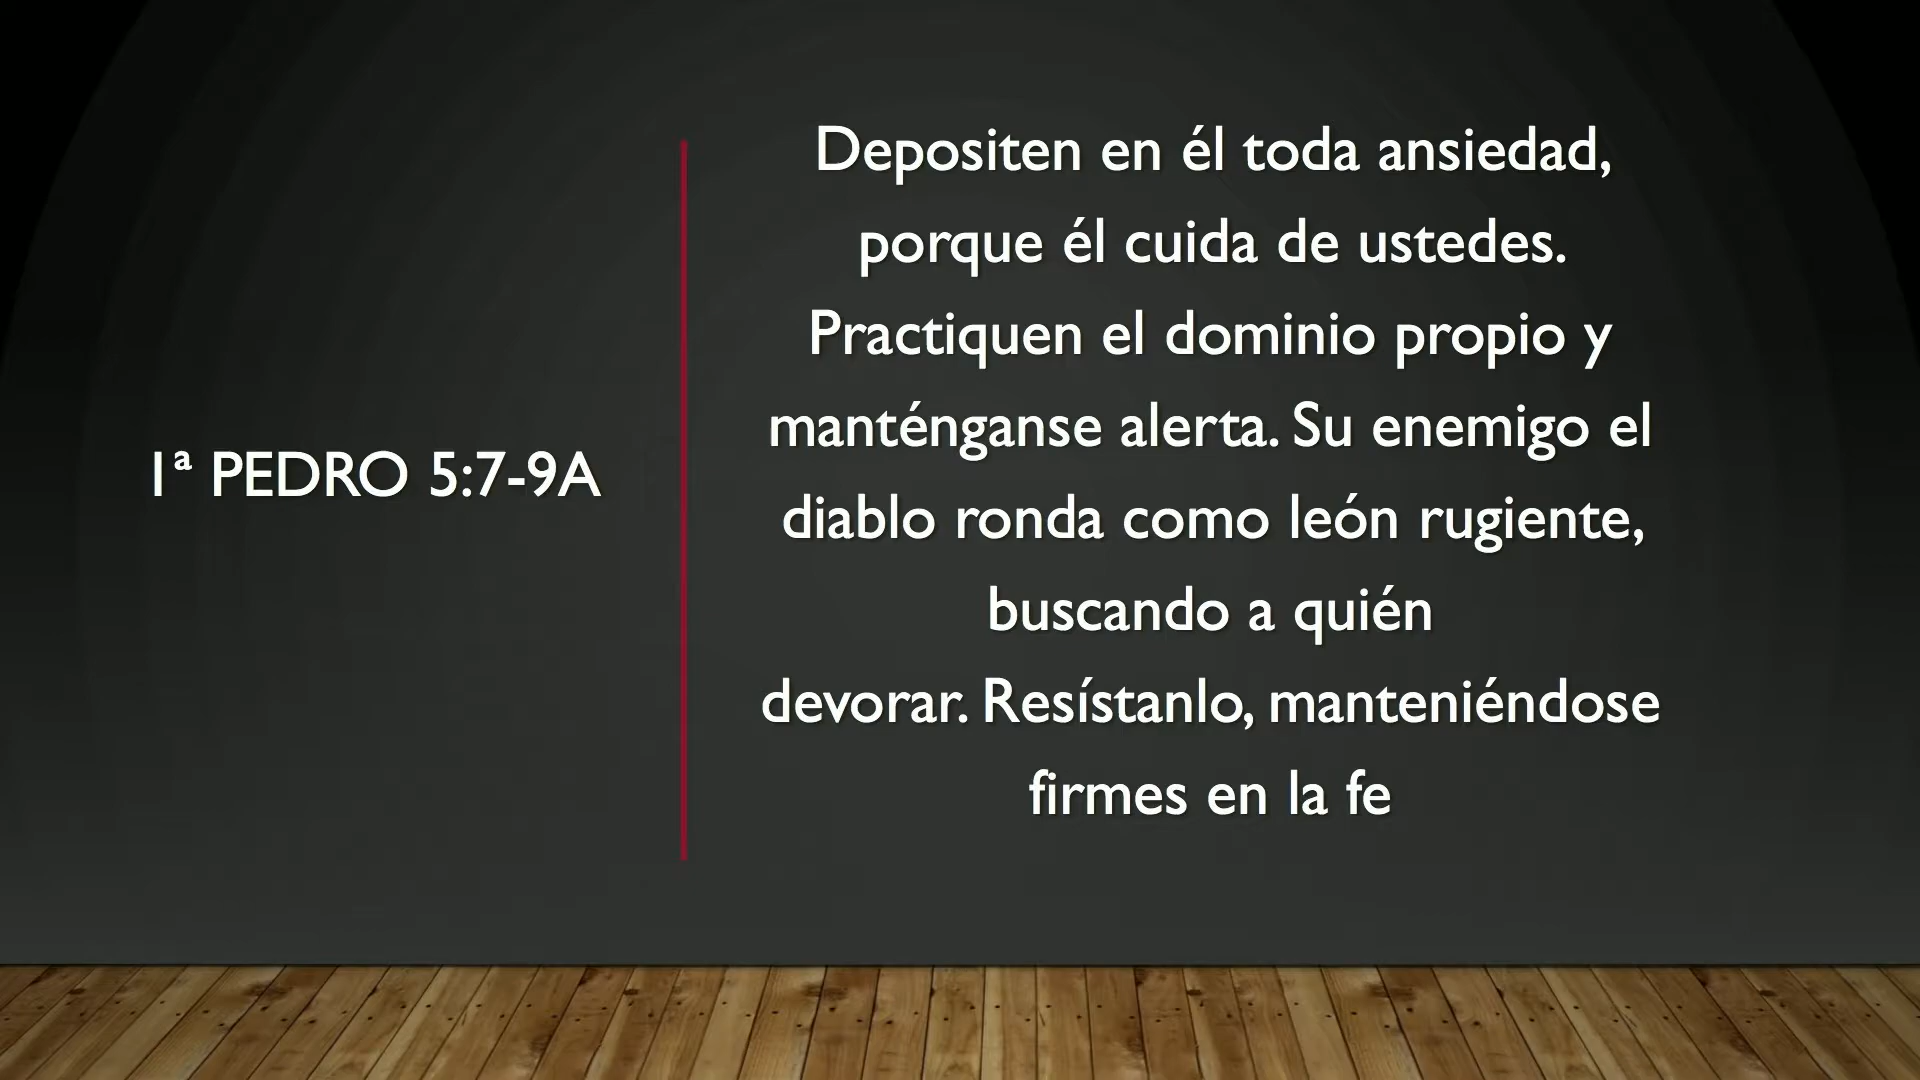 1ª PEDRO 5:7-9A
Depositen en él toda ansiedad,
porque él cuida de ustedes.
Practiquen el dominio propio y
manténganse alerta. Su enemigo el
diablo ronda como león rugiente,
buscando a quién
devorar. Resístanlo, manteniéndose
firmes en la fe